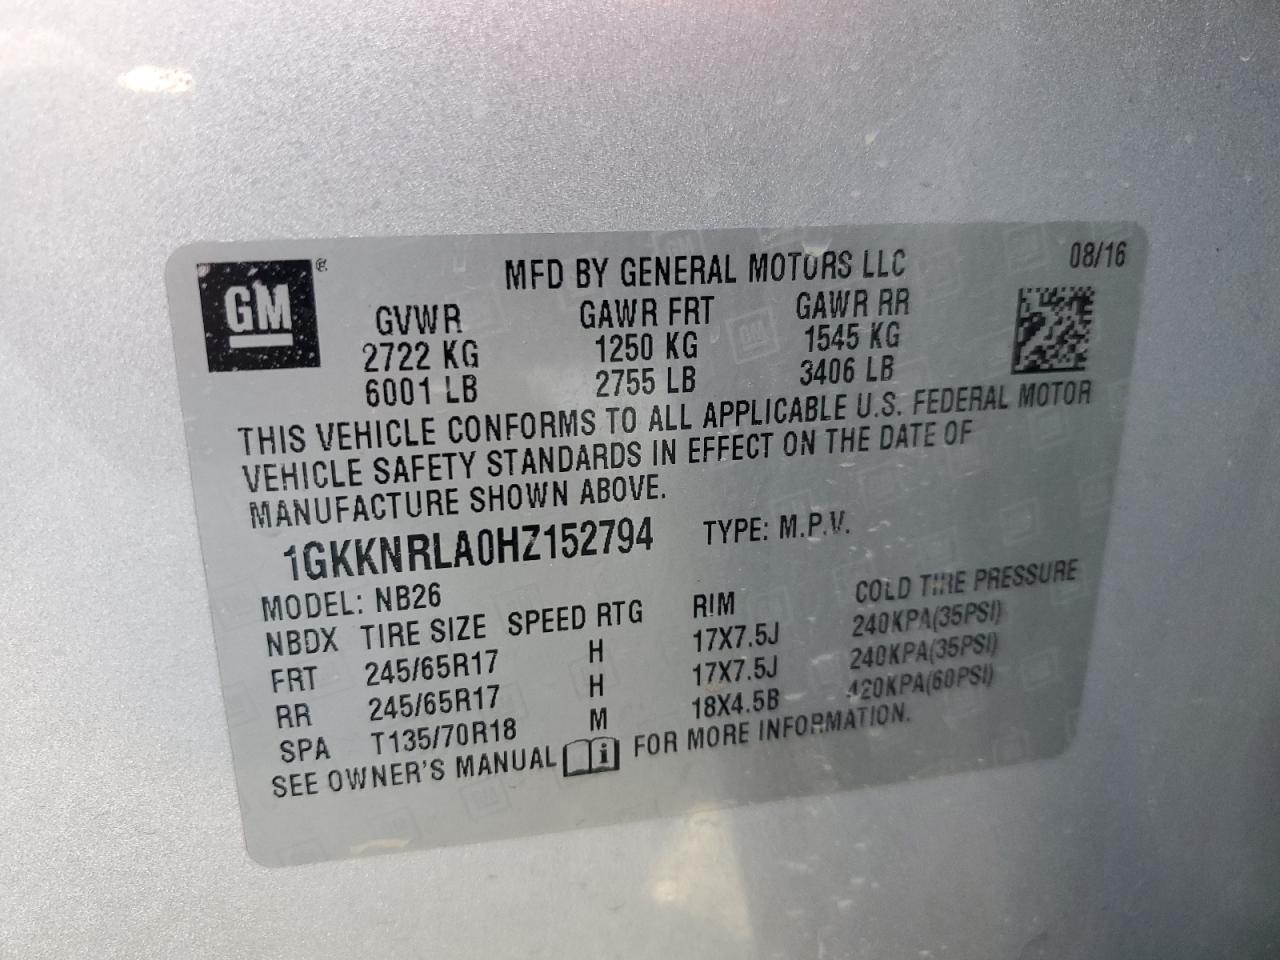 GM ®
MFD BY GENERAL MOTORS LLC 08/16
GVWR GAWR FRT GAWR RR
2722 KG 1250 KG 1545 KG
6001 LB 2755 LB 3406 LB
THIS VEHICLE CONFORMS TO ALL APPLICABLE U.S. FEDERAL MOTOR
VEHICLE SAFETY STANDARDS IN EFFECT ON THE DATE OF
MANUFACTURE SHOWN ABOVE.
1GKKNRLA0HZ152794 TYPE: M.P.V.
MODEL: NB26
NBDX TIRE SIZE SPEED RTG RIM COLD TIRE PRESSURE
FRT 245/65R17 H 17X7.5J 240KPA(35PSI)
RR 245/65R17 H 17X7.5J 240KPA(35PSI)
SPA T135/70R18 M 18X4.5B 420KPA(60PSI)
SEE OWNER'S MANUAL i FOR MORE INFORMATION.